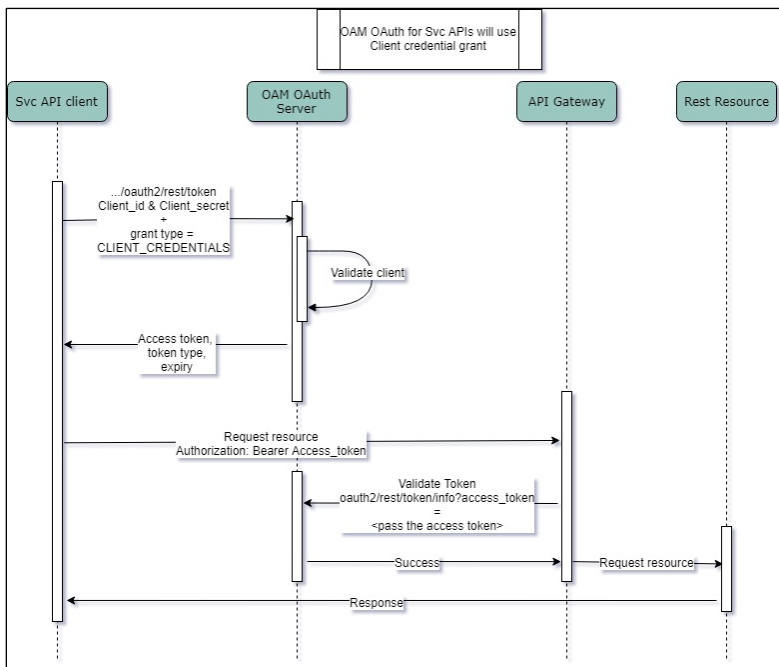 OAM OAuth for Svc APIs will use
Client credential grant
Svc API client
OAM OAuth
Server
API Gateway
Rest Resource
.../oauth2/rest/token
Client_id & Client_secret
+
grant type =
CLIENT_CREDENTIALS
Validate client
Access token,
token type,
expiry
Request resource
Authorization: Bearer Access_token
Validate Token
oauth2/rest/token/info?access_token
=
<pass the access token>
Success
Request resource
Response